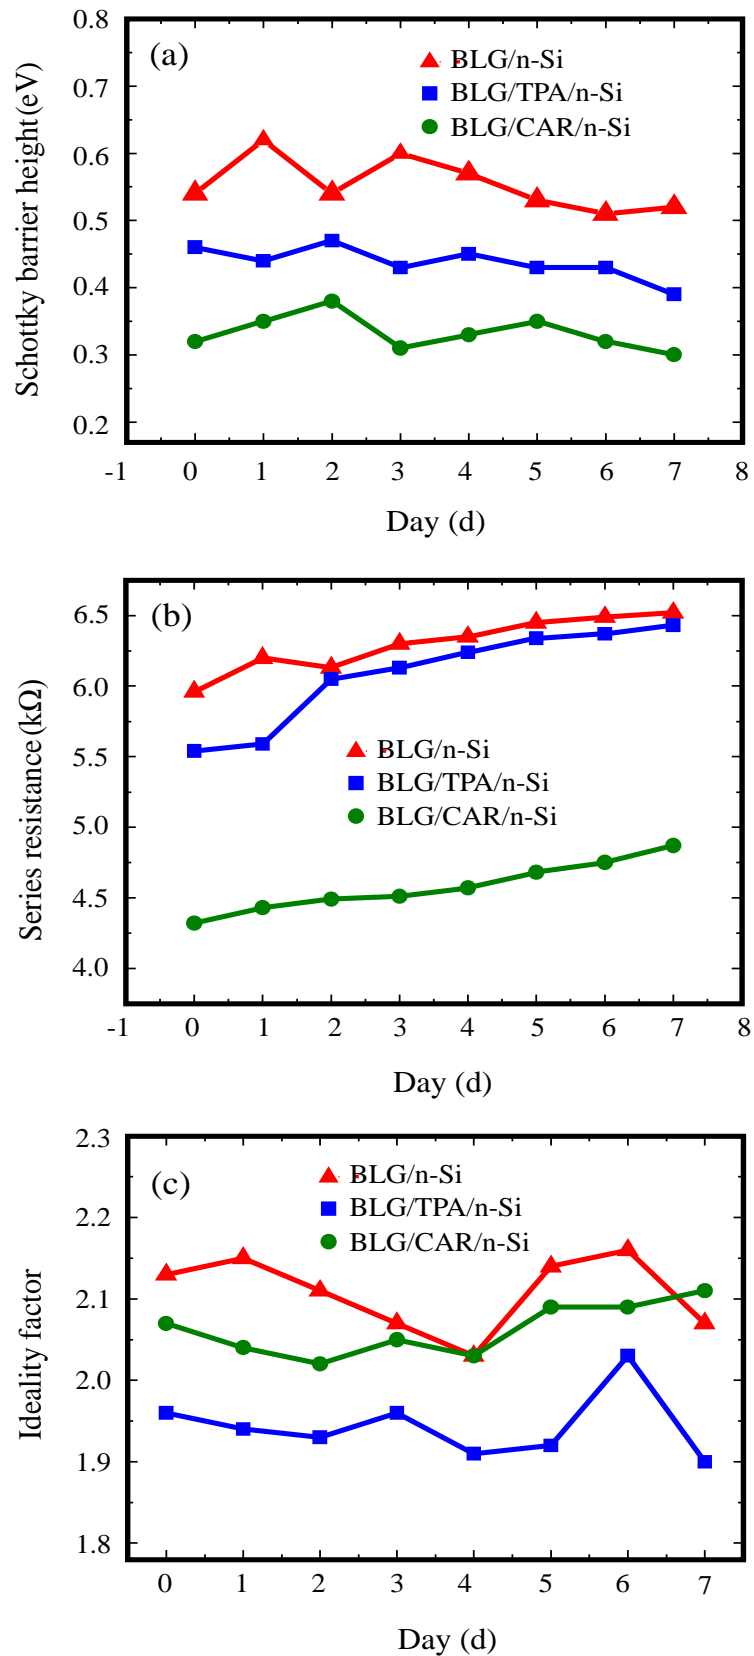 0.8
(a)
BLG/n-Si
0.7
BLG/TPA/n-Si
BLG/CAR/n-Si
0.6
0.5
0.4
0.3
0.2
Schottky barrier height(eV)
-1 0 1 2 3 4 5 6 7 8
Day (d)
(b)
6.5
6.0
5.5
BLG/n-Si
BLG/TPA/n-Si
BLG/CAR/n-Si
5.0
4.5
4.0
Series resistance(kΩ)
-1 0 1 2 3 4 5 6 7 8
Day (d)
2.3
(c)
BLG/n-Si
BLG/TPA/n-Si
2.2
BLG/CAR/n-Si
2.1
2.0
1.9
1.8
Ideality factor
0 1 2 3 4 5 6 7
Day (d)